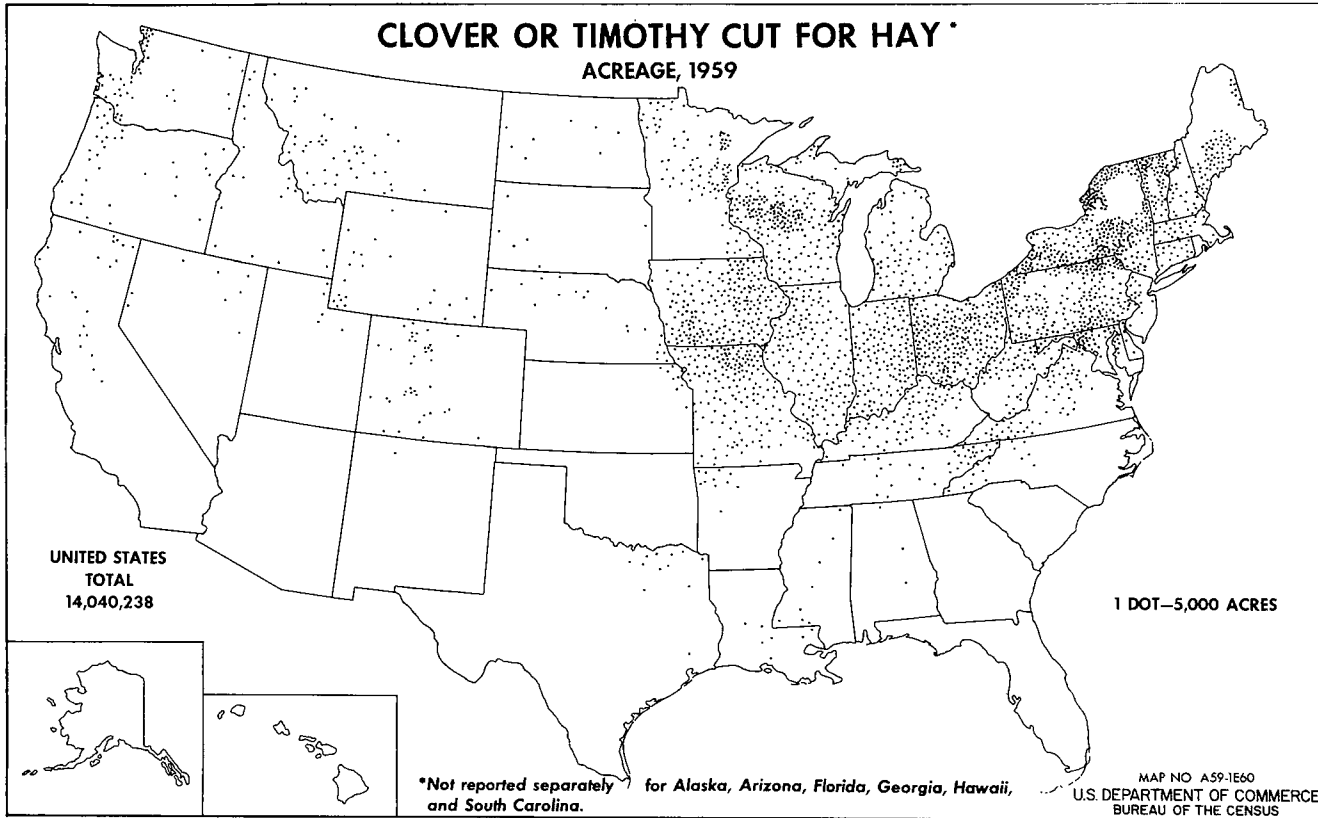 CLOVER OR TIMOTHY CUT FOR HAY*
ACREAGE, 1959
UNITED STATES
TOTAL
14,040,238
1 DOT—5,000 ACRES
*Not reported separately for Alaska, Arizona, Florida, Georgia, Hawaii,
and South Carolina.
MAP NO A59-1E60
U.S. DEPARTMENT OF COMMERCE
BUREAU OF THE CENSUS